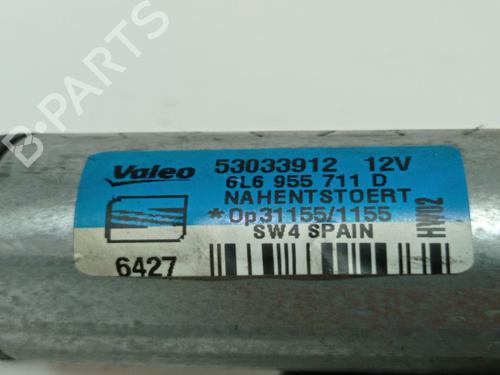 B-PARTS
Valeo 53033912 12V
6L6 955 711 D
NAHENTSTOERT
*Op31155/1155
SW4 SPAIN
6427
HW02